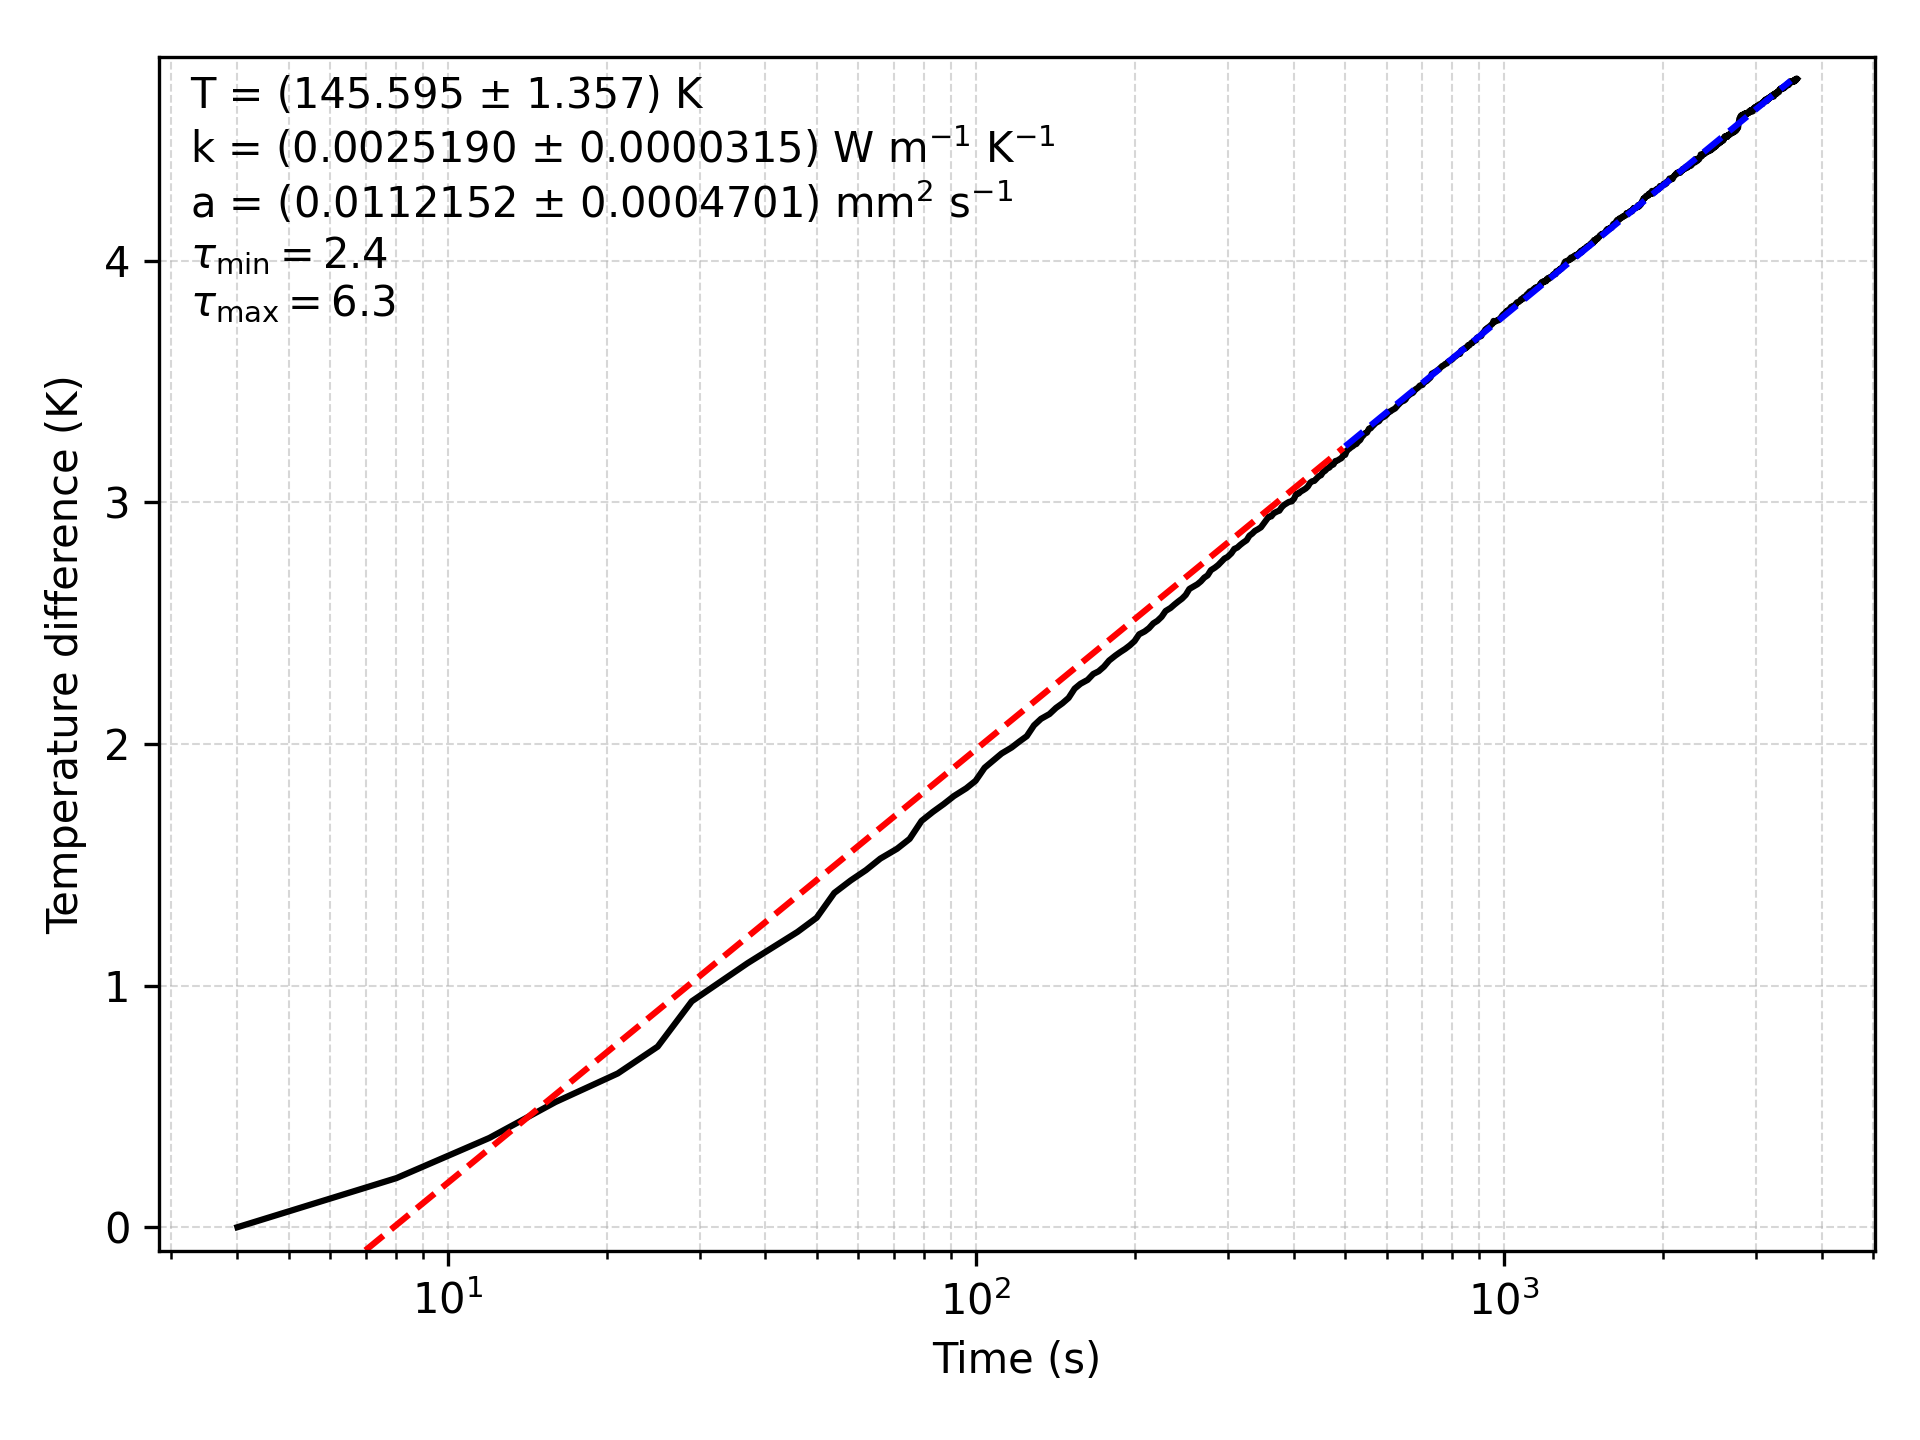 T = (145.595 ± 1.357) K
k = (0.0025190 ± 0.0000315) W m⁻¹ K⁻¹
a = (0.0112152 ± 0.0004701) mm² s⁻¹
τmin = 2.4
τmax = 6.3
4
3
2
1
0
Temperature difference (K)
10¹ 10² 10³
Time (s)